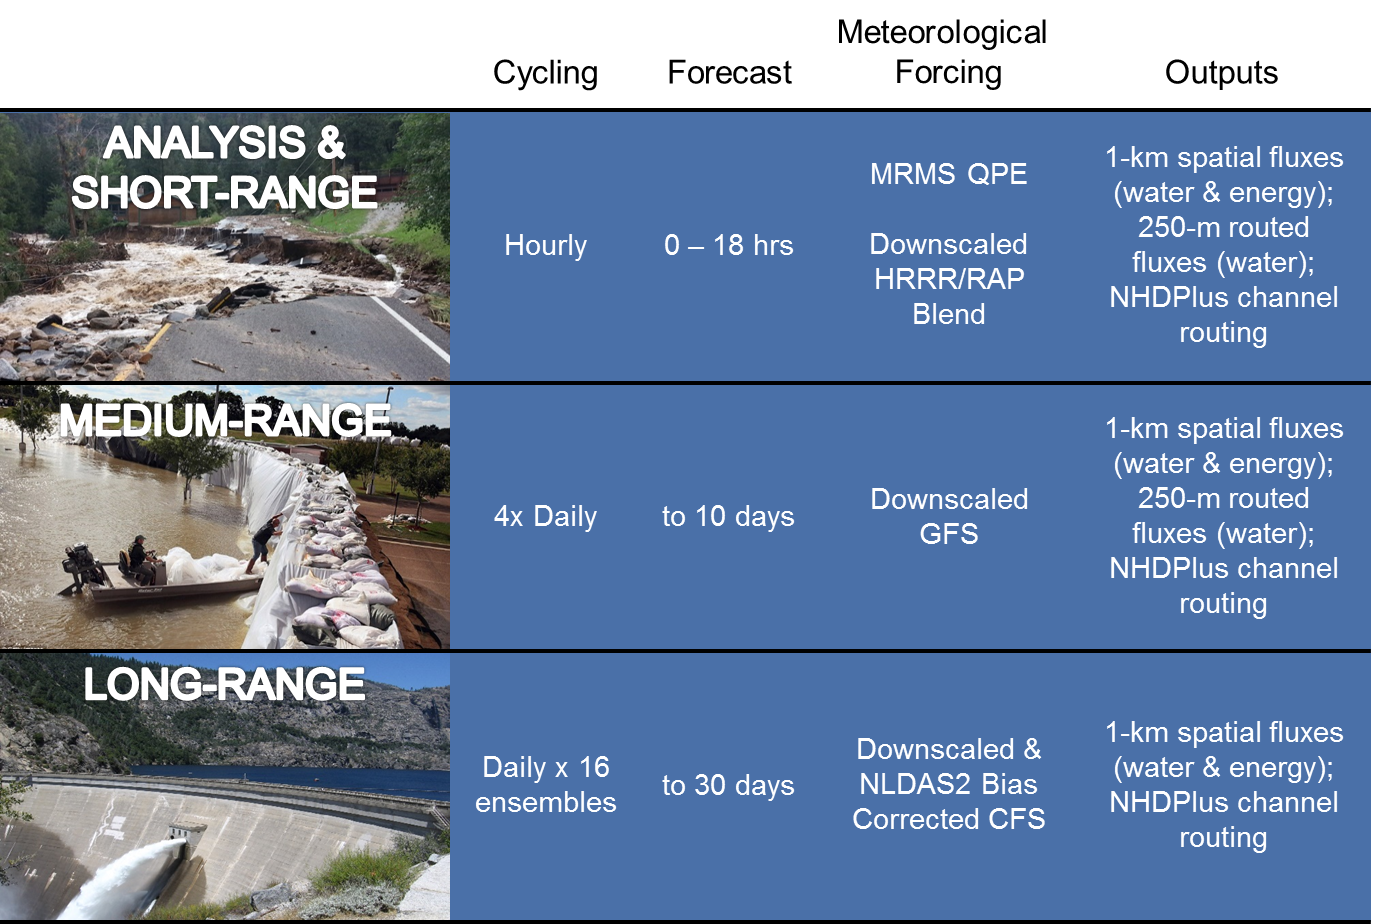 Cycling
Forecast
Meteorological
Forcing
Outputs
ANALYSIS &
SHORT-RANGE
Hourly
0 – 18 hrs
MRMS QPE
Downscaled
HRRR/RAP
Blend
1-km spatial fluxes
(water & energy);
250-m routed
fluxes (water);
NHDPlus channel
routing
MEDIUM-RANGE
4x Daily
to 10 days
Downscaled
GFS
1-km spatial fluxes
(water & energy);
250-m routed
fluxes (water);
NHDPlus channel
routing
LONG-RANGE
Daily x 16
ensembles
to 30 days
Downscaled &
NLDAS2 Bias
Corrected CFS
1-km spatial fluxes
(water & energy);
NHDPlus channel
routing